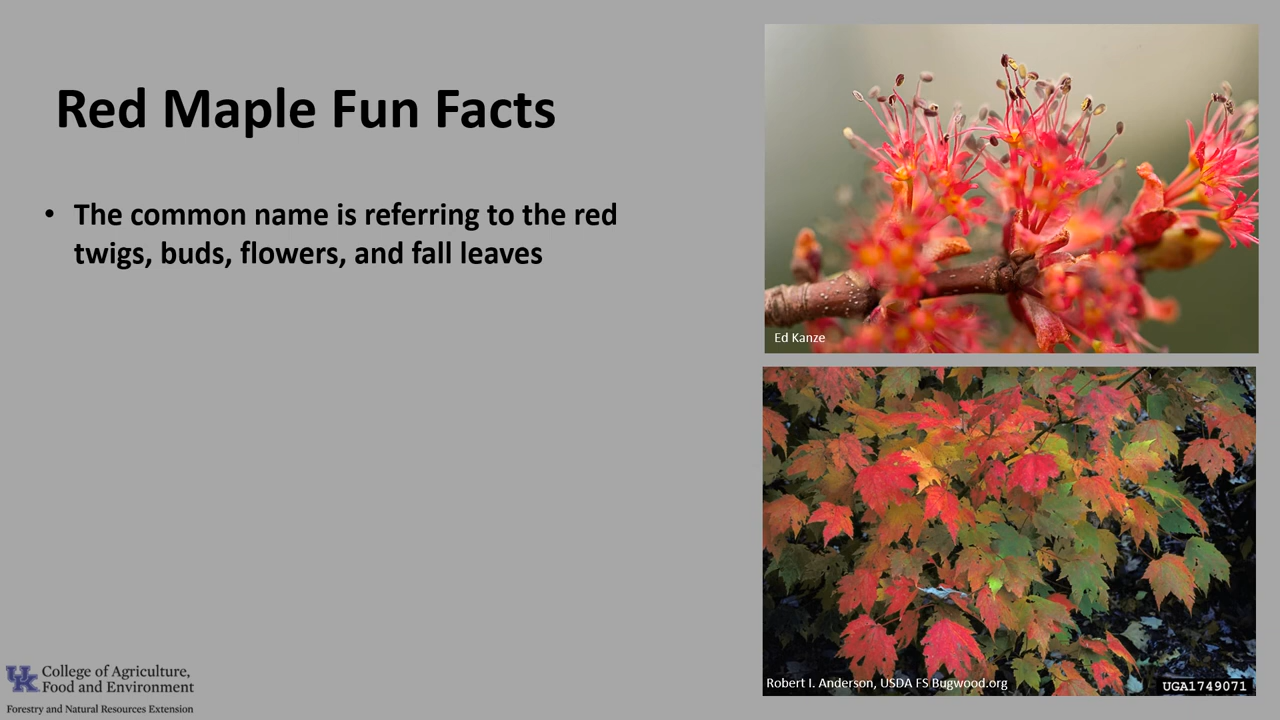 Red Maple Fun Facts
• The common name is referring to the red
twigs, buds, flowers, and fall leaves
Ed Kanze
Robert I. Anderson, USDA FS Bugwood.org
UGA1749071
UK
College of Agriculture,
Food and Environment
Forestry and Natural Resources Extension